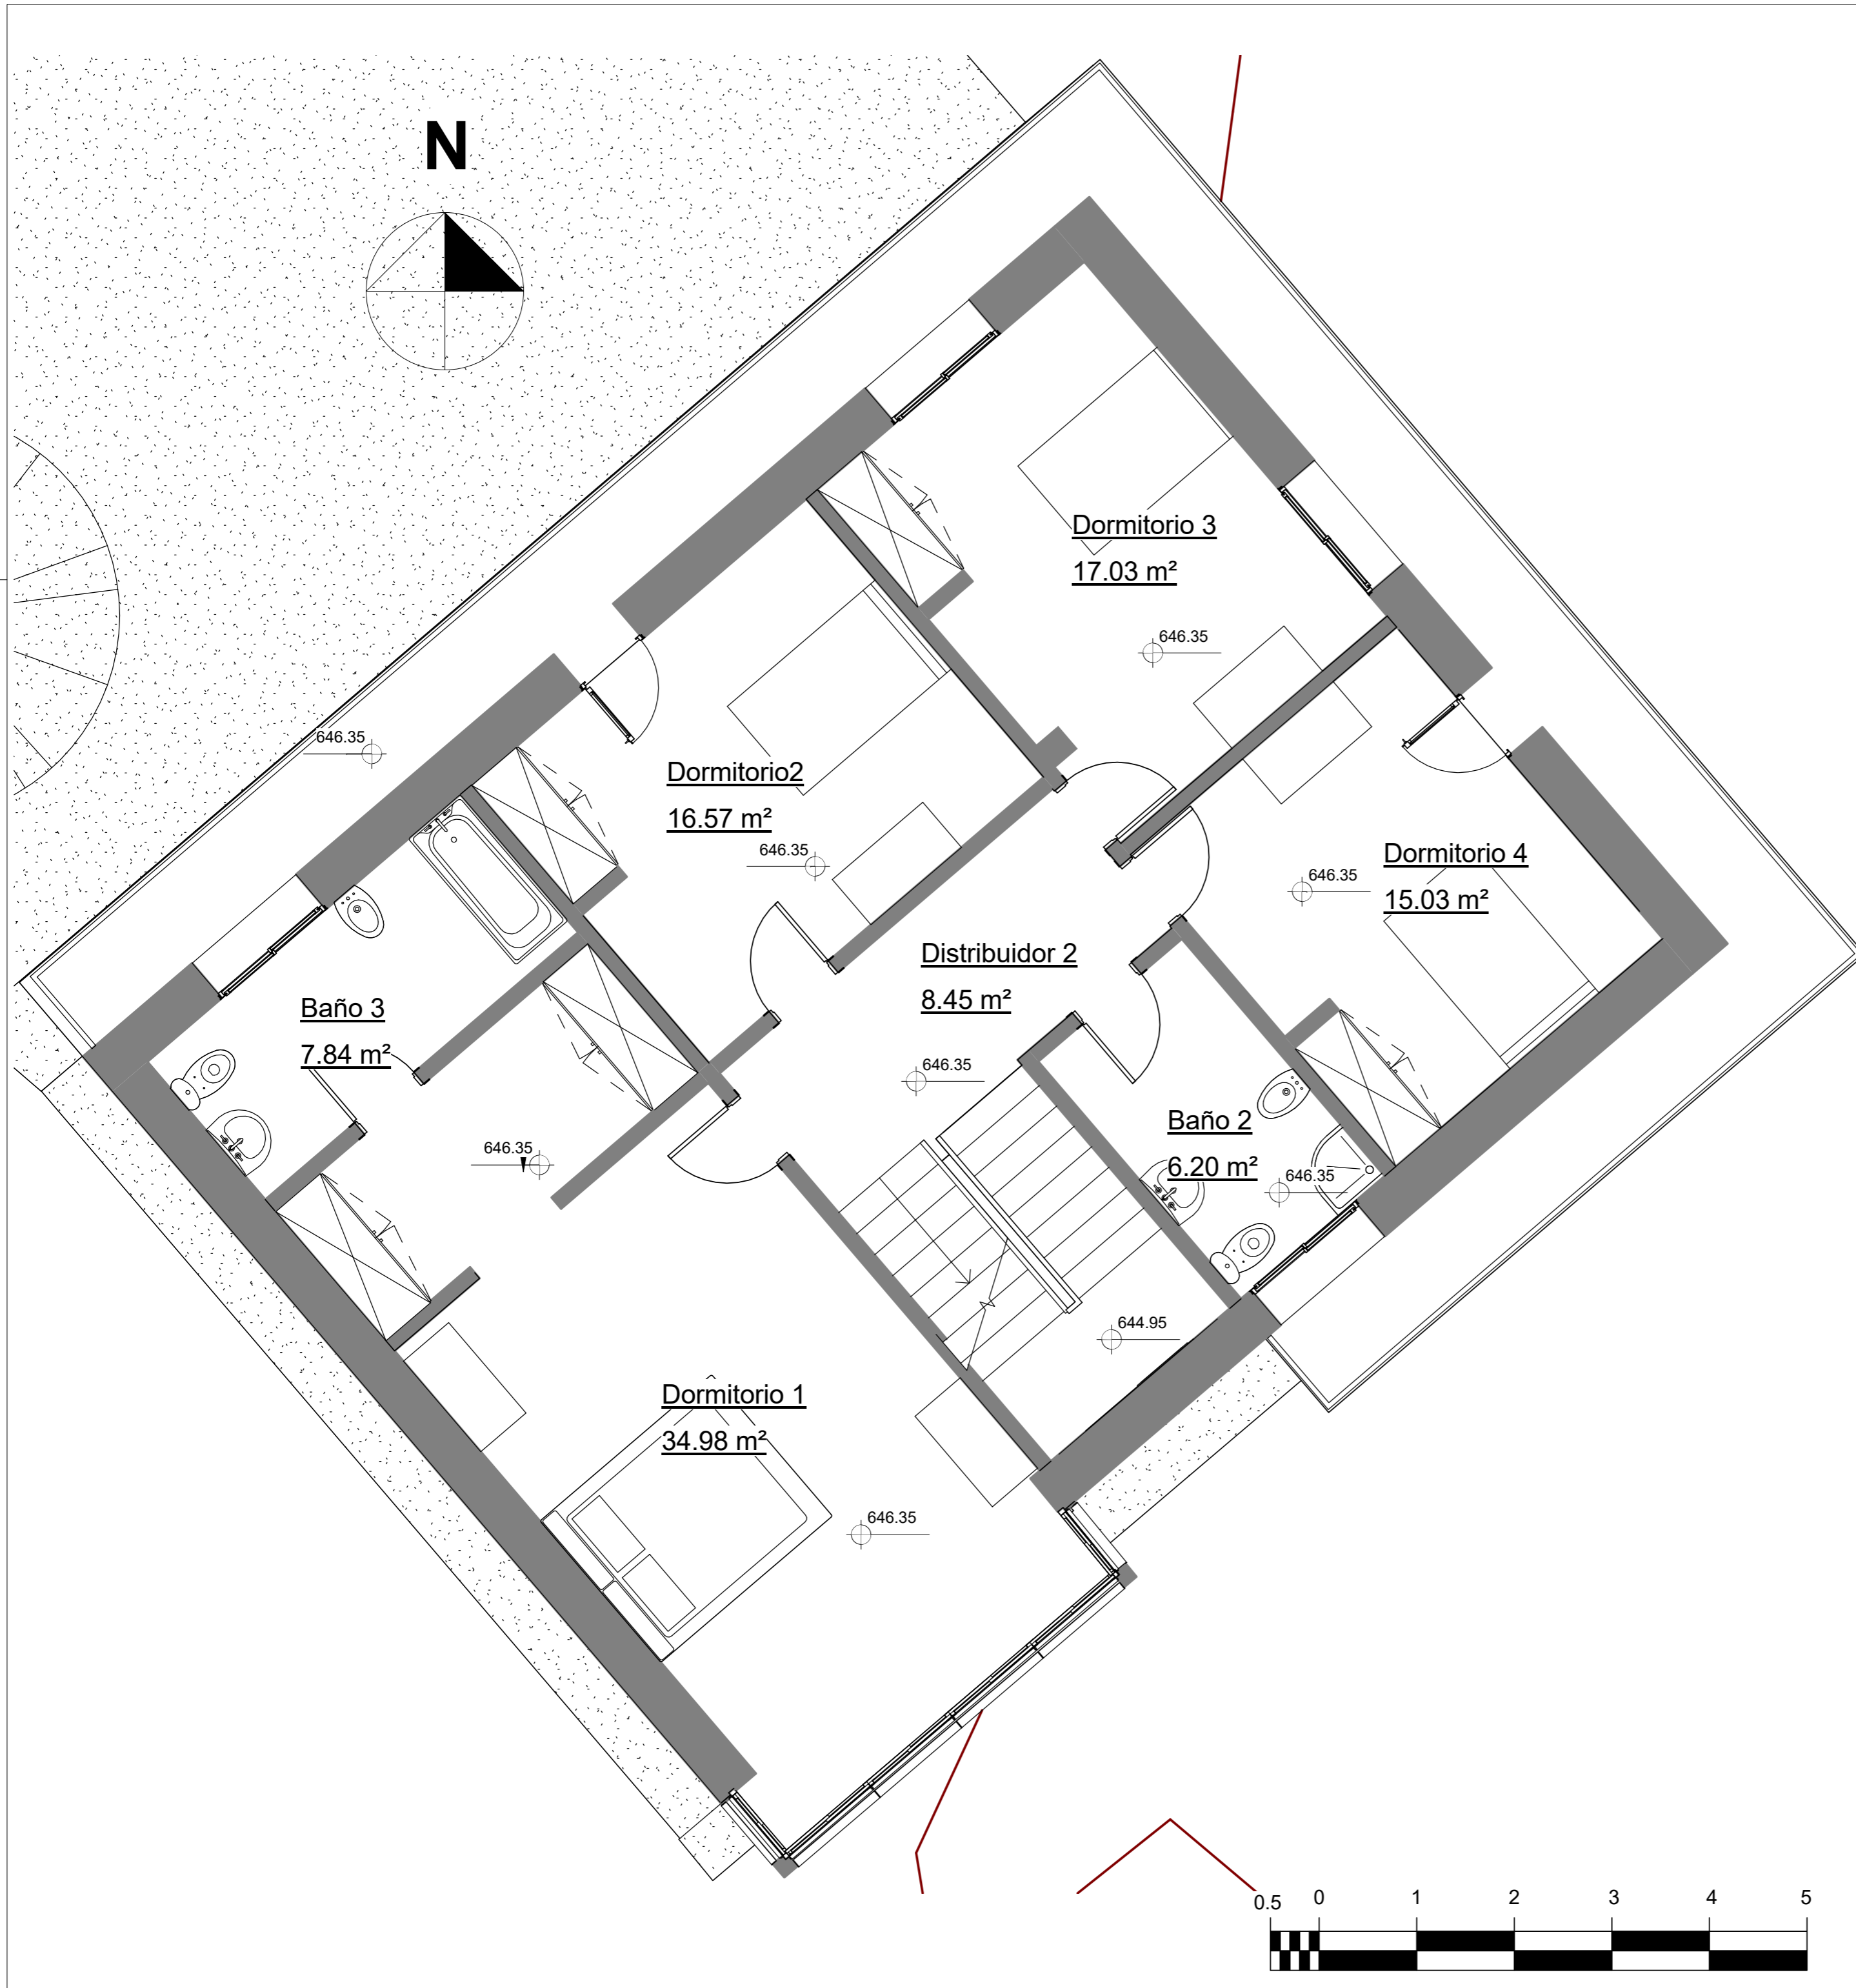 N
Dormitorio 3
17.03 m²
646.35
646.35
Dormitorio2
16.57 m²
646.35
Dormitorio 4
15.03 m²
646.35
Distribuidor 2
8.45 m²
Baño 3
7.84 m²
646.35
646.35
Baño 2
6.20 m²
646.35
644.95
Dormitorio 1
34.98 m²
646.35
0.5 0 1 2 3 4 5